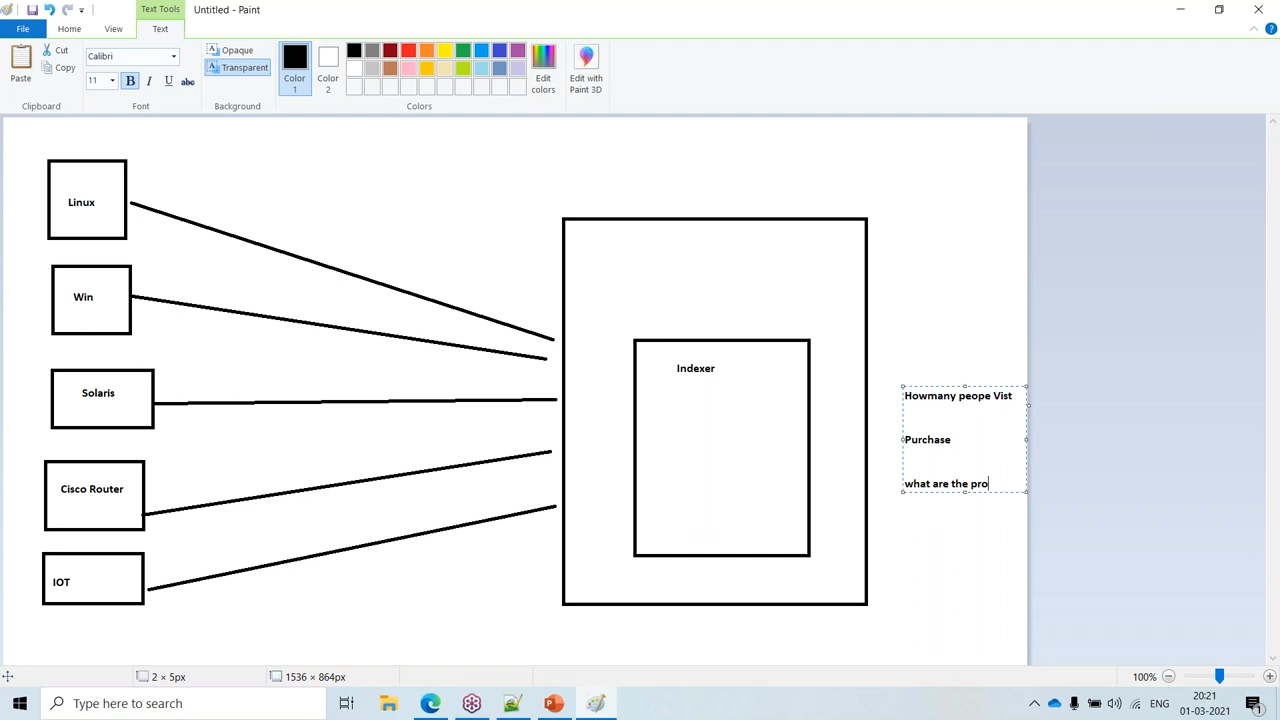 Text Tools
Untitled - Paint
File
Home
View
Text
Paste
Cut
Copy
Clipboard
Calibri
11
B
I
U
abc
Font
Opaque
Transparent
Background
Color
1
Color
2
Edit
colors
Colors
Edit with
Paint 3D
Linux
Win
Solaris
Cisco Router
IOT
Indexer
Howmany peope Vist
Purchase
what are the pro
2 × 5px
1536 × 864px
100%
Type here to search
ENG
20:21
01-03-2021
1